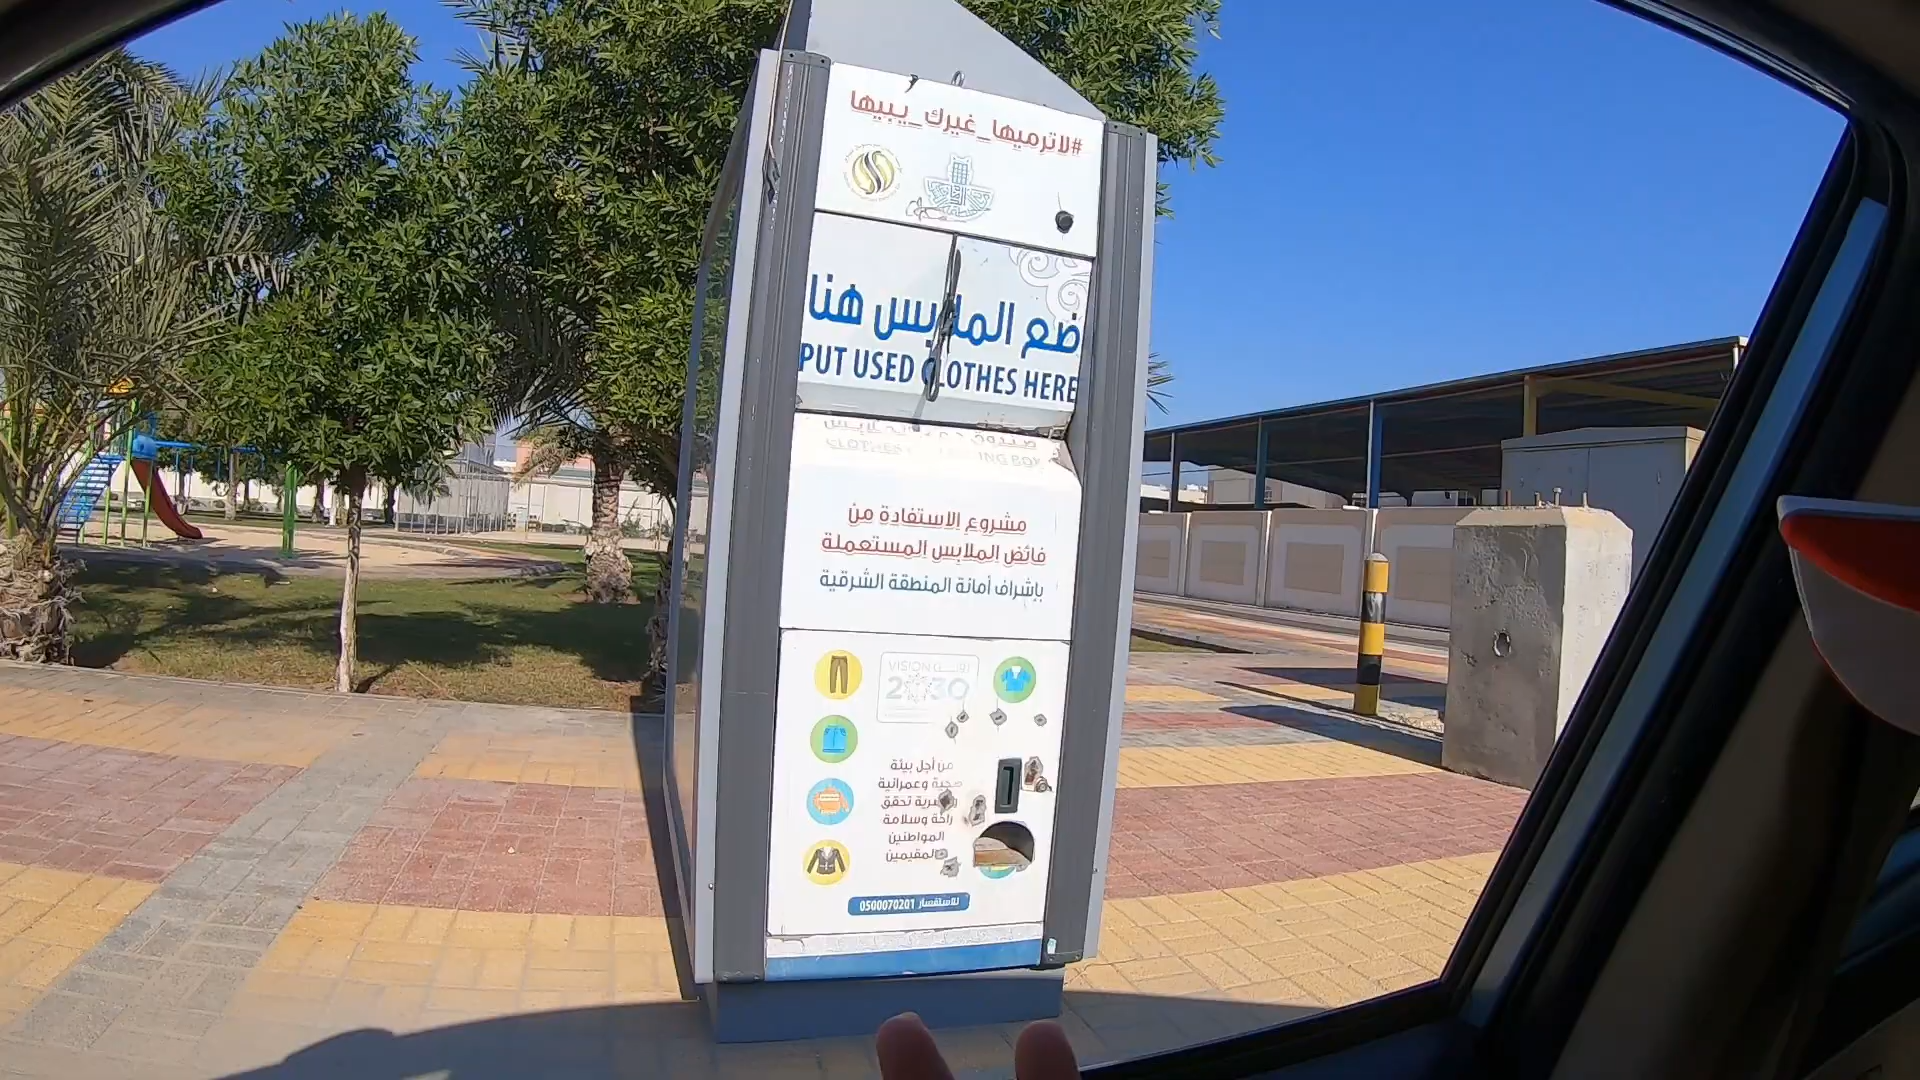 #لاترميها_غيرك_يبيها
ضع الملابس هنا
PUT USED CLOTHES HERE
مشروع الاستفادة من
فائض الملابس المستعملة
بإشراف أمانة المنطقة الشرقية
VISION رؤيـــة
2030
من أجل بيئة
صحية وعمرانية
تحقق
راحة وسلامة
المواطنين
والمقيمين
للاستفسار 0500070201